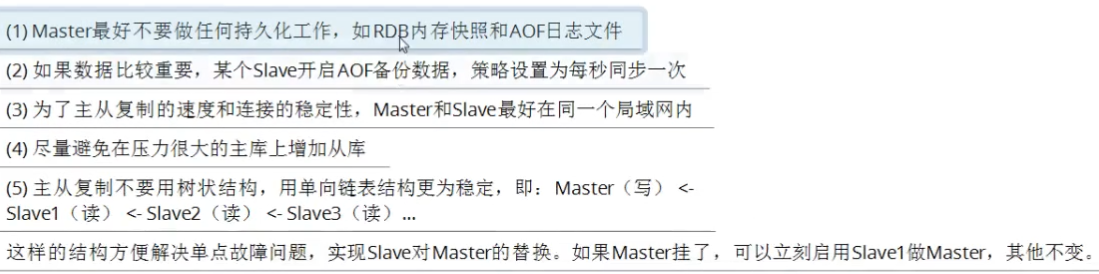 (1) Master最好不要做任何持久化工作，如RDB内存快照和AOF日志文件
(2) 如果数据比较重要，某个Slave开启AOF备份数据，策略设置为每秒同步一次
(3) 为了主从复制的速度和连接的稳定性，Master和Slave最好在同一个局域网内
(4) 尽量避免在压力很大的主库上增加从库
(5) 主从复制不要用树状结构，用单向链表结构更为稳定，即：Master（写） <-
Slave1（读） <- Slave2（读） <- Slave3（读）...
这样的结构方便解决单点故障问题，实现Slave对Master的替换。如果Master挂了，可以立刻启用Slave1做Master，其他不变。